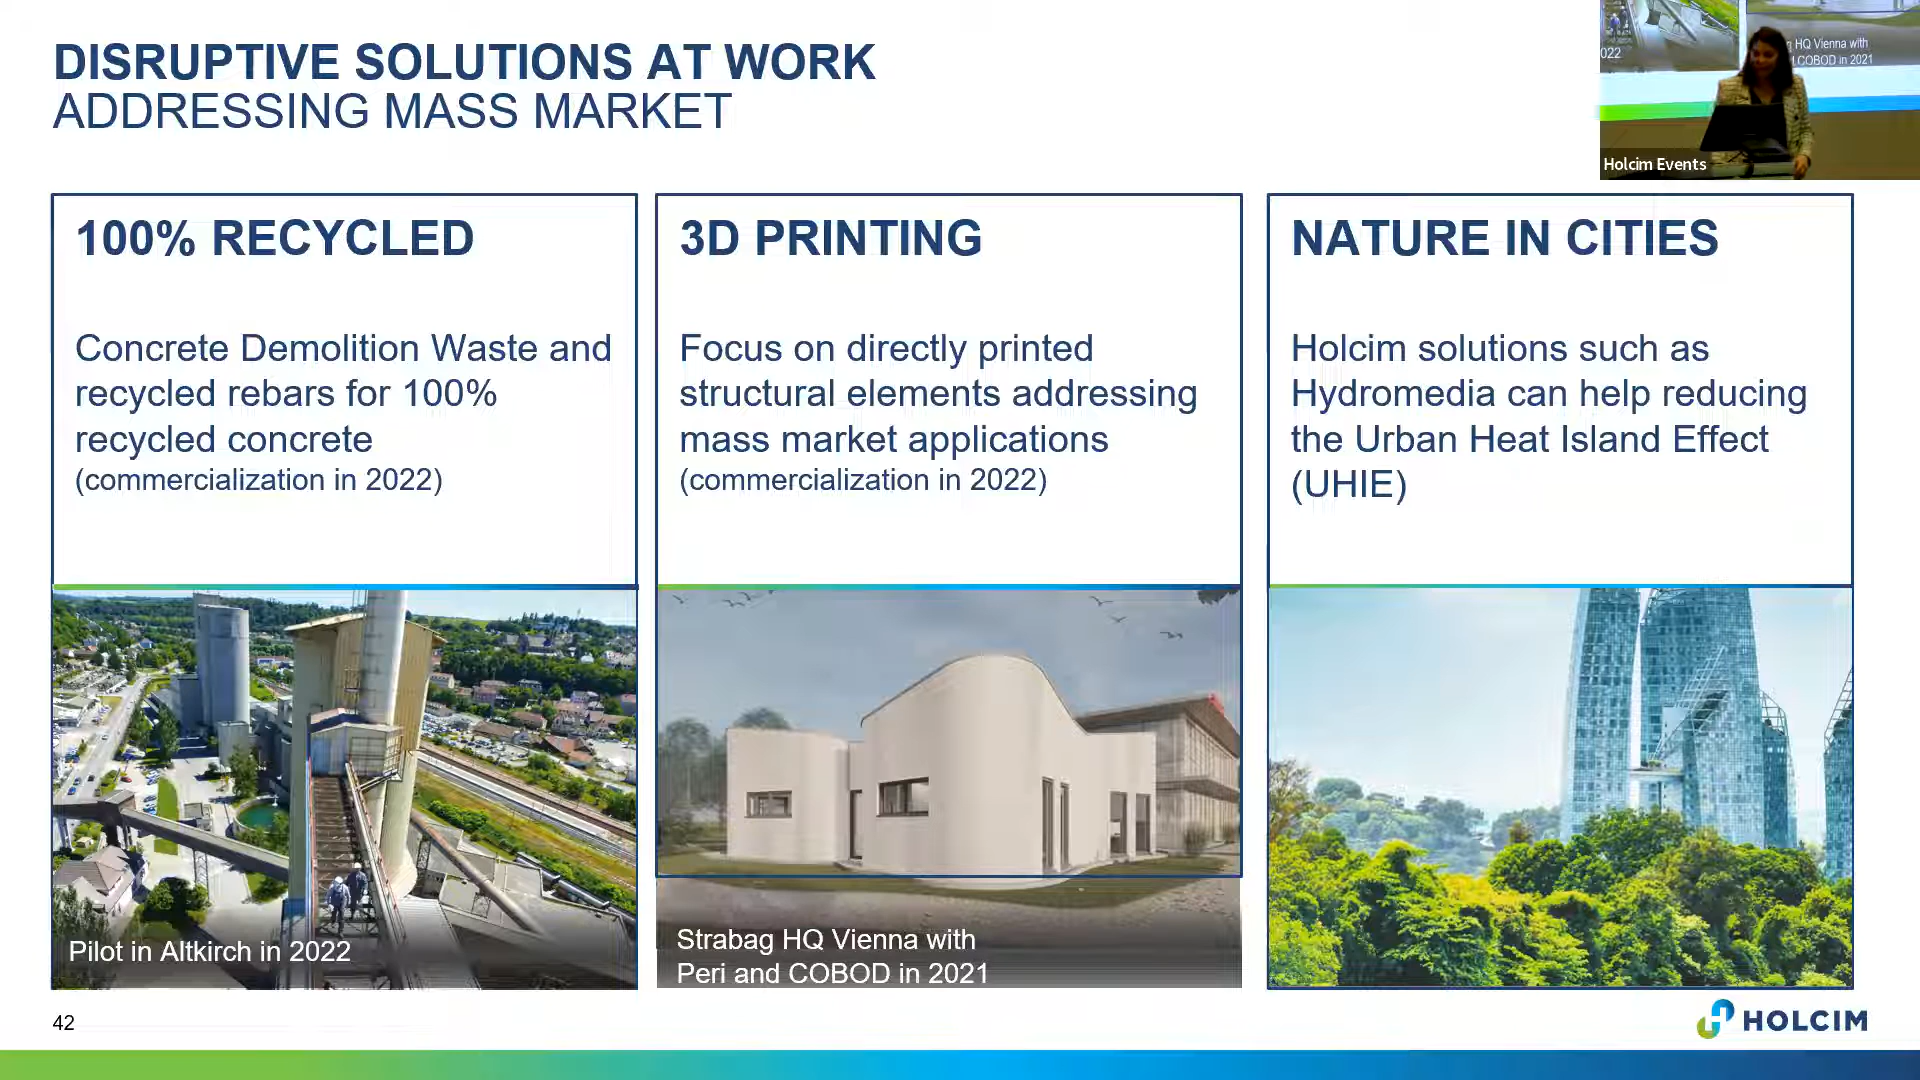 DISRUPTIVE SOLUTIONS AT WORK
ADDRESSING MASS MARKET
022
HQ Vienna with
COBOD in 2021
Holcim Events
100% RECYCLED
Concrete Demolition Waste and
recycled rebars for 100%
recycled concrete
(commercialization in 2022)
Pilot in Altkirch in 2022
3D PRINTING
Focus on directly printed
structural elements addressing
mass market applications
(commercialization in 2022)
Strabag HQ Vienna with
Peri and COBOD in 2021
NATURE IN CITIES
Holcim solutions such as
Hydromedia can help reducing
the Urban Heat Island Effect
(UHIE)
42
HOLCIM